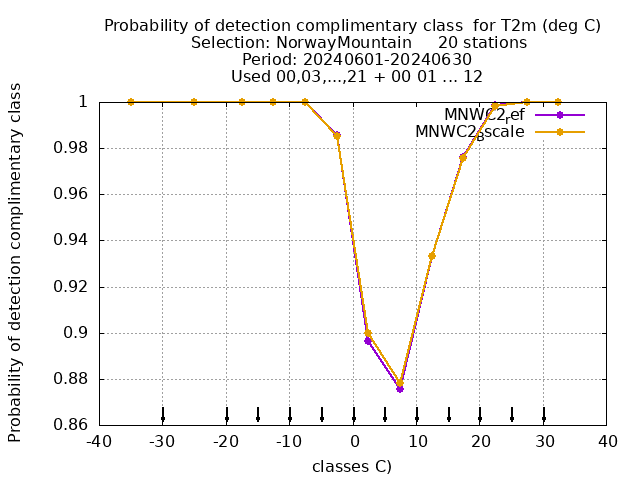 Probability of detection complimentary class  for T2m (deg C)
Selection: NorwayMountain     20 stations
Period: 20240601-20240630
Used 00,03,...,21 + 00 01 ... 12
Probability of detection complimentary class
1
0.98
0.96
0.94
0.92
0.9
0.88
0.86
MNWC2ref
MNWC2Bscale
-40 -30 -20 -10 0 10 20 30 40
classes C)